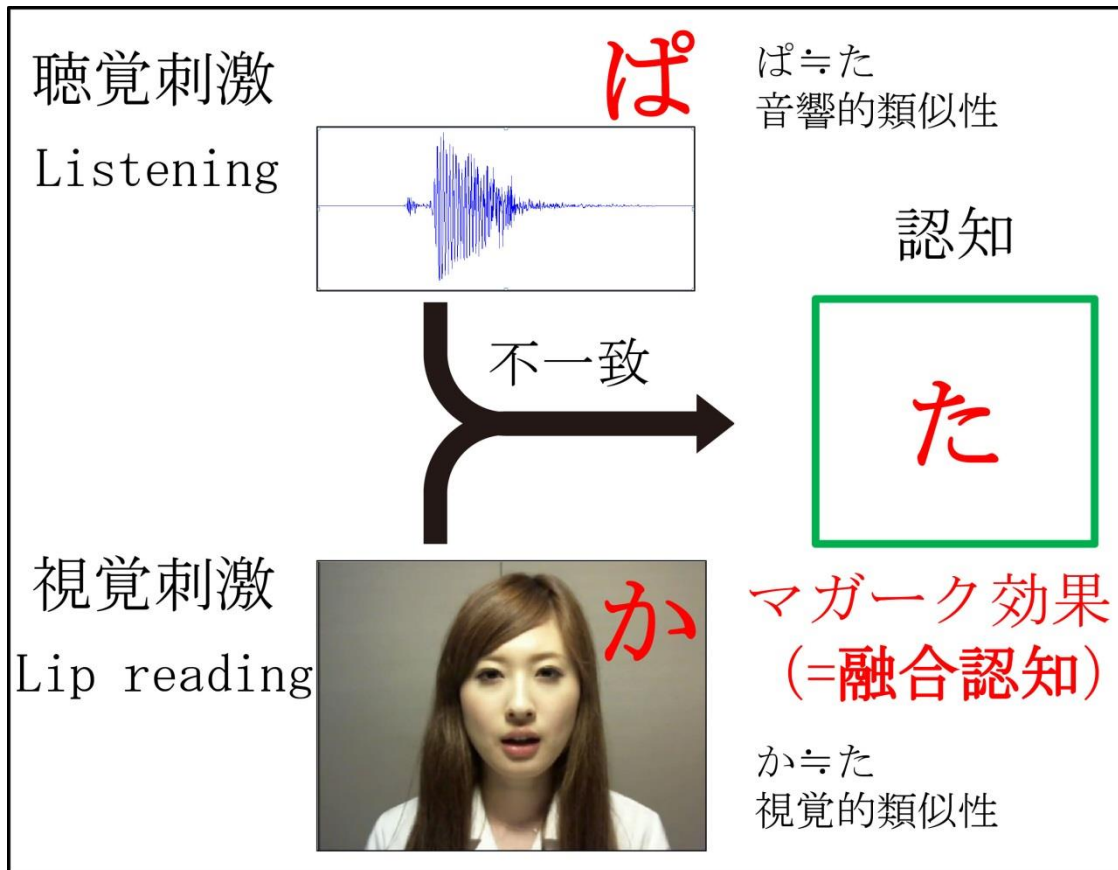 聴覚刺激
Listening
ぱ
ぱ≒た
音響的類似性
認知
不一致
た
視覚刺激
Lip reading
か
マガーク効果
(=融合認知)
か≒た
視覚的類似性